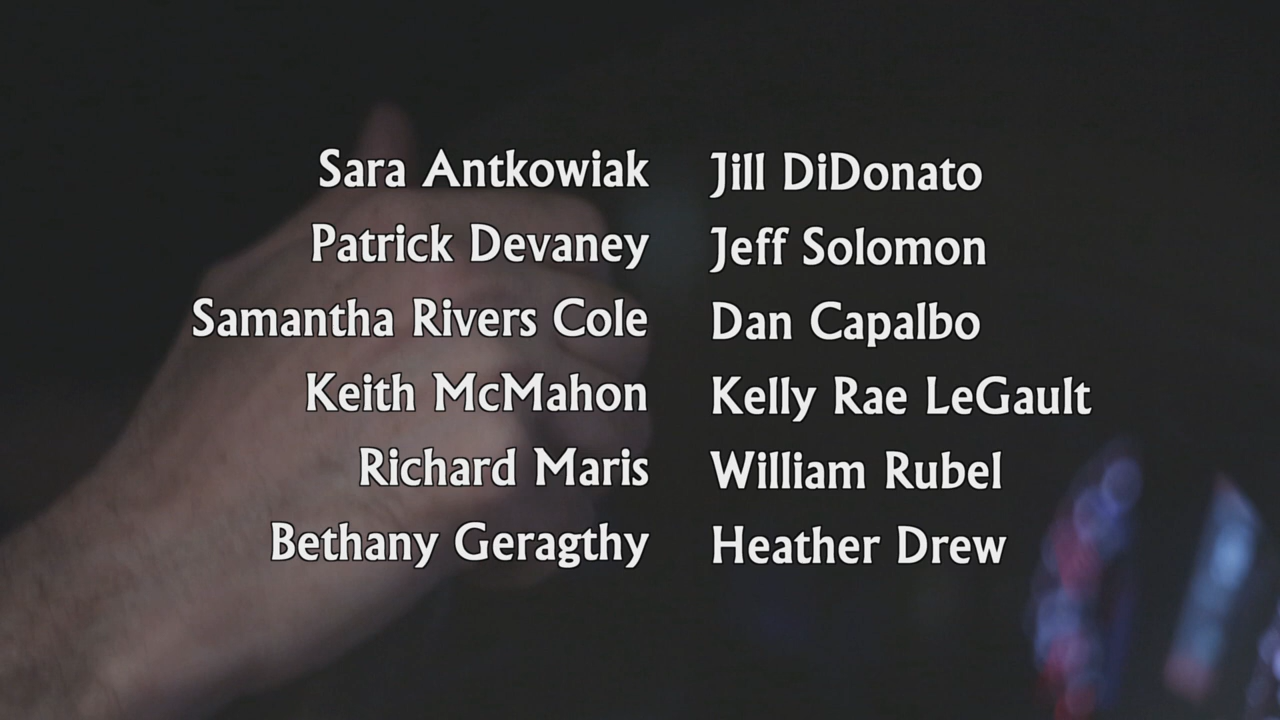 Sara Antkowiak Jill DiDonato
Patrick Devaney Jeff Solomon
Samantha Rivers Cole Dan Capalbo
Keith McMahon Kelly Rae LeGault
Richard Maris William Rubel
Bethany Geragthy Heather Drew